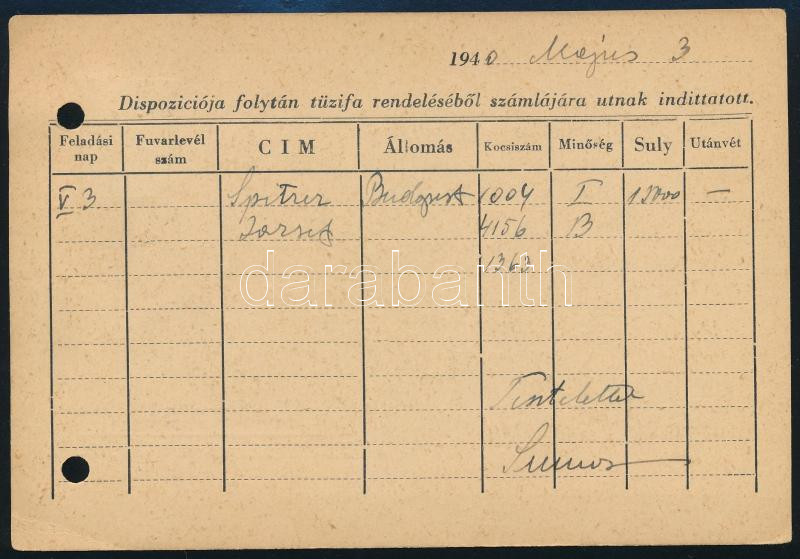 1940 Május 3
Dispoziciója folytán tüzifa rendeléséből számlájára utnak indittatott.
Feladási nap Fuvarlevél szám CIM Állomás Kocsiszám Minőség Suly Utánvét
V 3 Spitzer Budapest 1004 I 15000 —
József 4156 B
1363
darabanth
Tisztelettel